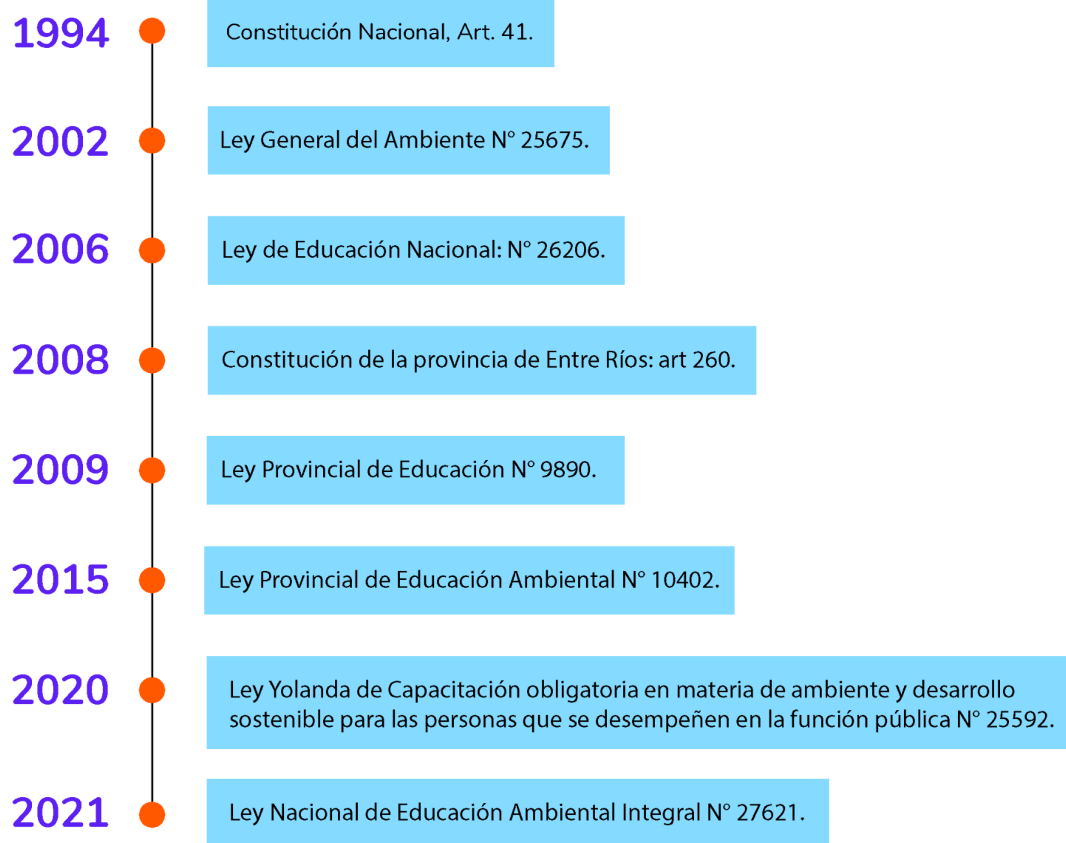 1994
Constitución Nacional, Art. 41.
2002
Ley General del Ambiente N° 25675.
2006
Ley de Educación Nacional: N° 26206.
2008
Constitución de la provincia de Entre Ríos: art 260.
2009
Ley Provincial de Educación N° 9890.
2015
Ley Provincial de Educación Ambiental N° 10402.
2020
Ley Yolanda de Capacitación obligatoria en materia de ambiente y desarrollo
sostenible para las personas que se desempeñen en la función pública N° 25592.
2021
Ley Nacional de Educación Ambiental Integral N° 27621.